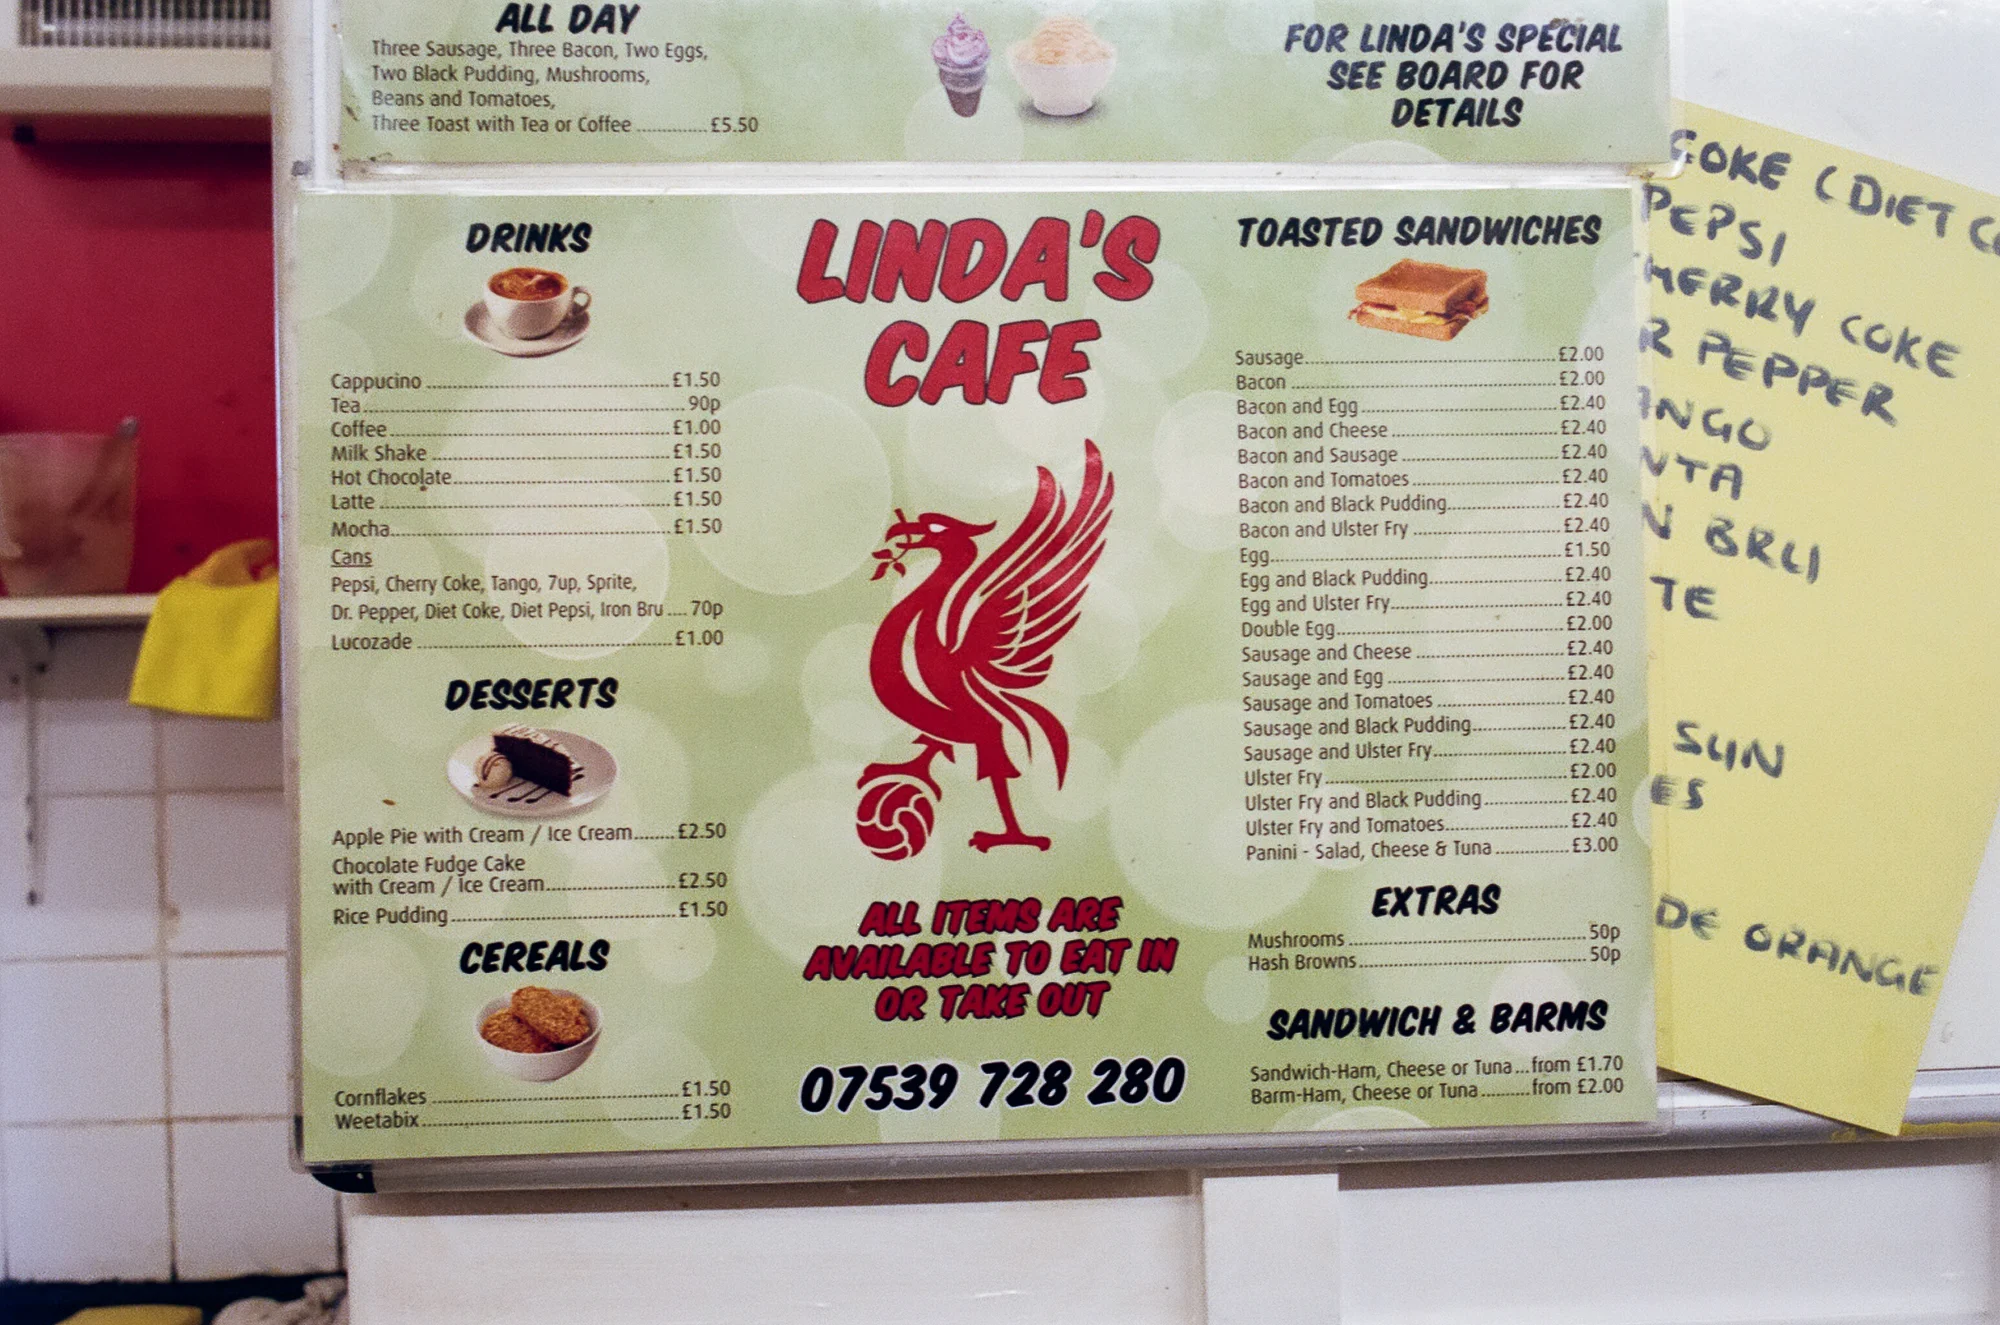 ALL DAY
Three Sausage, Three Bacon, Two Eggs,
Two Black Pudding, Mushrooms,
Beans and Tomatoes,
Three Toast with Tea or Coffee .............. £5.50
FOR LINDA'S SPECIAL
SEE BOARD FOR
DETAILS
DRINKS
Cappucino ........ £1.50
Tea ........ 90p
Coffee ........ £1.00
Milk Shake ........ £1.50
Hot Chocolate ........ £1.50
Latte ........ £1.50
Mocha ........ £1.50
Cans
Pepsi, Cherry Coke, Tango, 7up, Sprite,
Dr. Pepper, Diet Coke, Diet Pepsi, Iron Bru .... 70p
Lucozade ........ £1.00
DESSERTS
Apple Pie with Cream / Ice Cream ........ £2.50
Chocolate Fudge Cake
with Cream / Ice Cream ........ £2.50
Rice Pudding ........ £1.50
CEREALS
Cornflakes ........ £1.50
Weetabix ........ £1.50
LINDA'S
CAFE
ALL ITEMS ARE
AVAILABLE TO EAT IN
OR TAKE OUT
07539 728 280
TOASTED SANDWICHES
Sausage ........ £2.00
Bacon ........ £2.00
Bacon and Egg ........ £2.40
Bacon and Cheese ........ £2.40
Bacon and Sausage ........ £2.40
Bacon and Tomatoes ........ £2.40
Bacon and Black Pudding ........ £2.40
Bacon and Ulster Fry ........ £2.40
Egg ........ £1.50
Egg and Black Pudding ........ £2.40
Egg and Ulster Fry ........ £2.40
Double Egg ........ £2.00
Sausage and Cheese ........ £2.40
Sausage and Egg ........ £2.40
Sausage and Tomatoes ........ £2.40
Sausage and Black Pudding ........ £2.40
Sausage and Ulster Fry ........ £2.40
Ulster Fry ........ £2.00
Ulster Fry and Black Pudding ........ £2.40
Ulster Fry and Tomatoes ........ £2.40
Panini - Salad, Cheese & Tuna ........ £3.00
EXTRAS
Mushrooms ........ 50p
Hash Browns ........ 50p
SANDWICH & BARMS
Sandwich-Ham, Cheese or Tuna ... from £1.70
Barm-Ham, Cheese or Tuna .......... from £2.00
COKE (DIET
PEPSI
HERRY COKE
R PEPPER
ANGO
NTA
N BRU
TE
SUN
ES
DE ORANGE